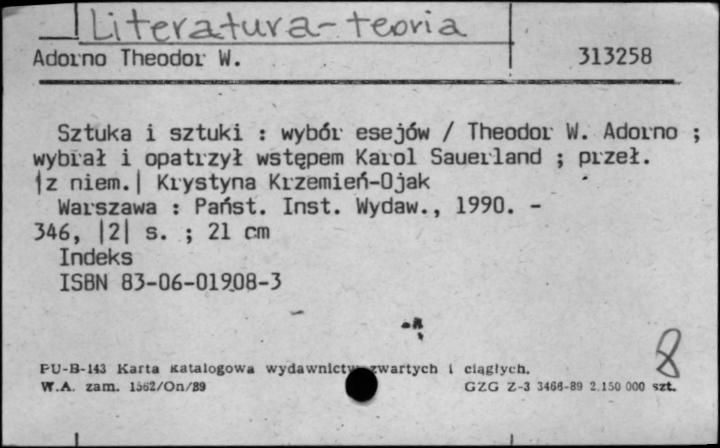 Literatura - teoria
Adorno Theodor W. 313258
Sztuka i sztuki : wybór esejów / Theodor W. Adorno ;
wybrał i opatrzył wstępem Karol Sauerland ; przeł.
|z niem.| Krystyna Krzemień-Ojak
Warszawa : Państ. Inst. Wydaw., 1990. -
346, |2| s. ; 21 cm
Indeks
ISBN 83-06-01908-3
8
PU-B-143 Karta katalogowa wydawnictw zwartych i ciągłych.
W.A. zam. 1562/On/89 GZG Z-3 3466-89 2.150 000 szt.